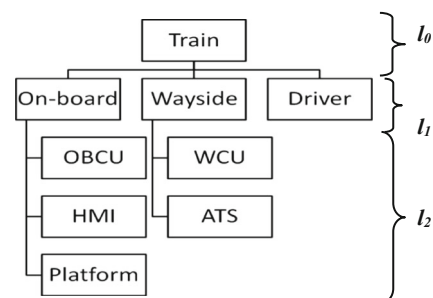 Train
l0
On-board Wayside Driver
l1
OBCU WCU
HMI ATS
l2
Platform